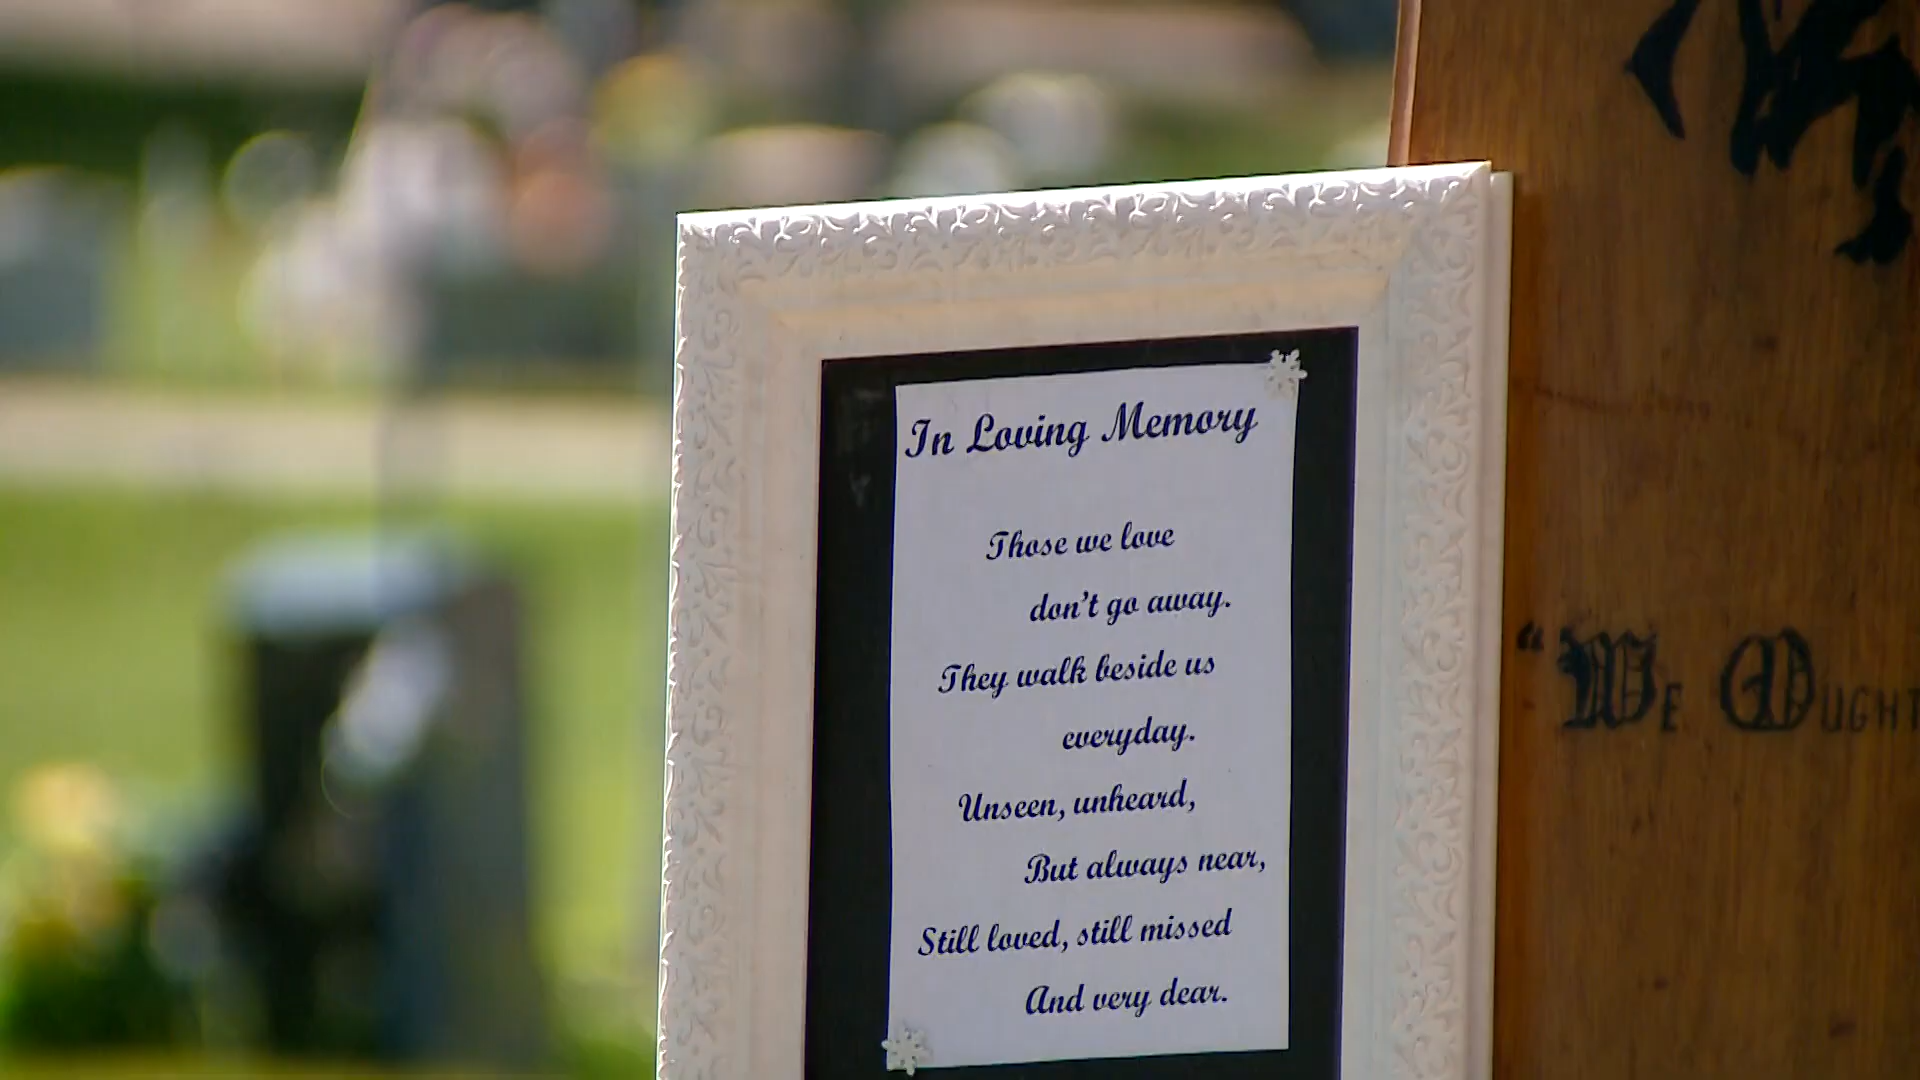 In Loving Memory
Those we love
don't go away.
They walk beside us
everyday.
Unseen, unheard,
But always near,
Still loved, still missed
And very dear.
“We Ought